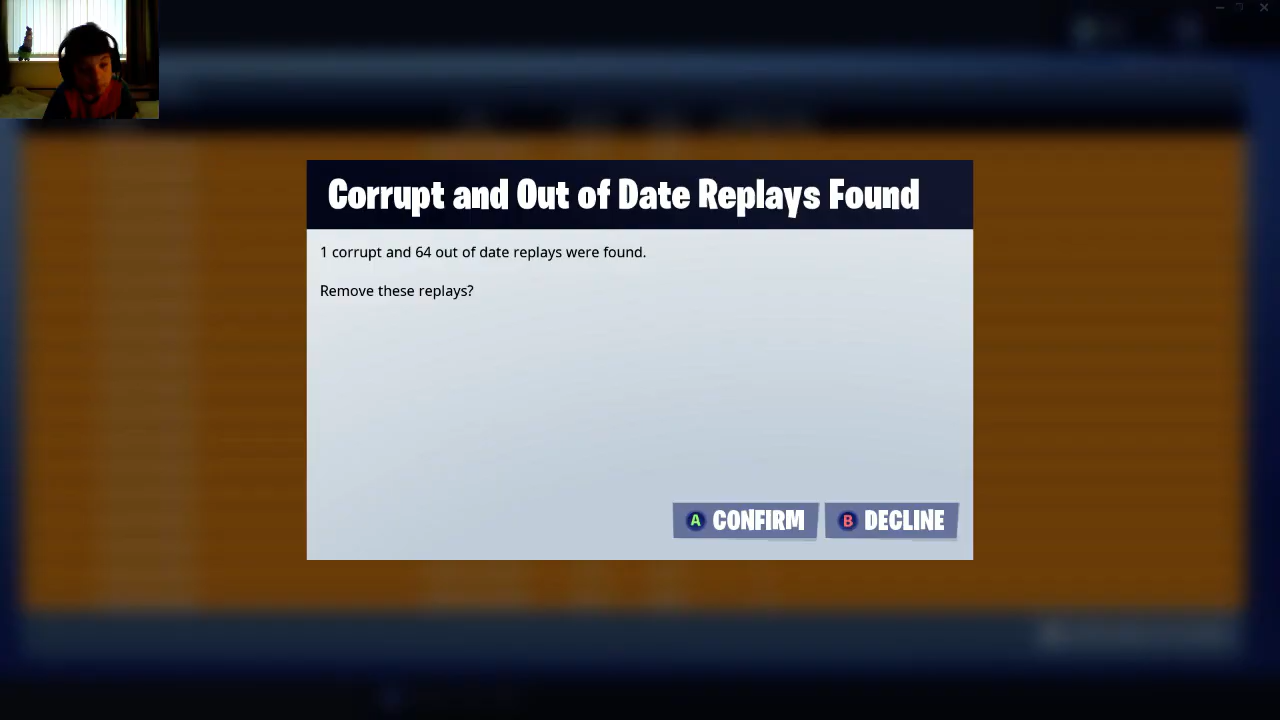 Corrupt and Out of Date Replays Found
1 corrupt and 64 out of date replays were found.
Remove these replays?
A CONFIRM B DECLINE